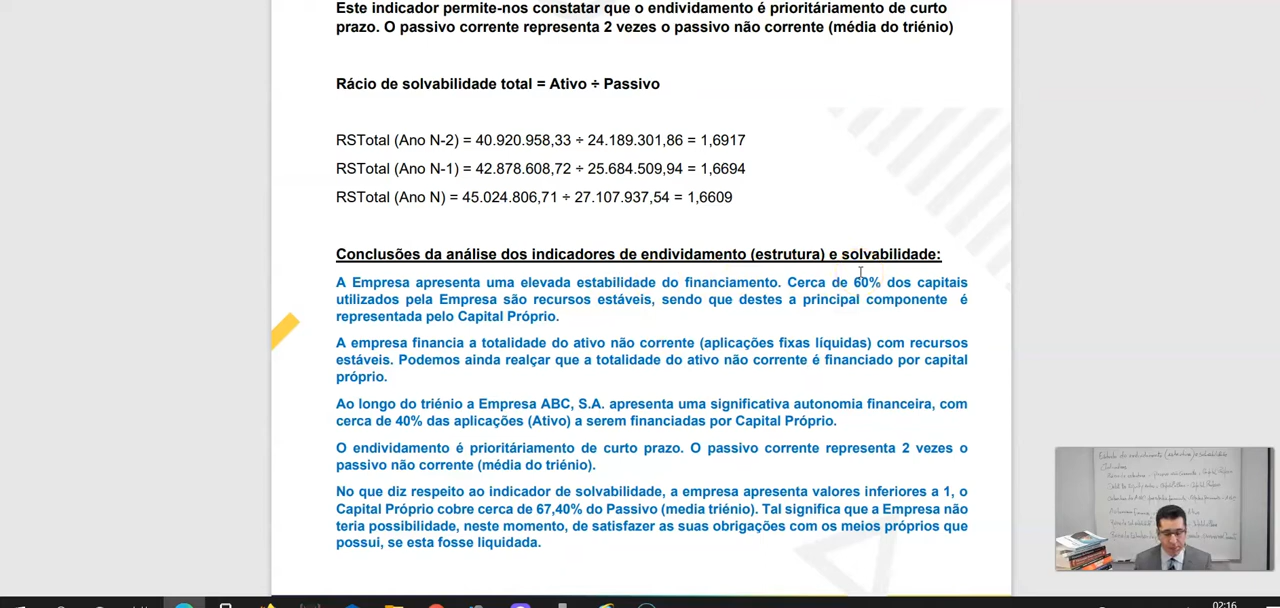 Este indicador permite-nos constatar que o endividamento é prioritáriamento de curto
prazo. O passivo corrente representa 2 vezes o passivo não corrente (média do triénio)
Rácio de solvabilidade total = Ativo ÷ Passivo
RSTotal (Ano N-2) = 40.920.958,33 ÷ 24.189.301,86 = 1,6917
RSTotal (Ano N-1) = 42.878.608,72 ÷ 25.684.509,94 = 1,6694
RSTotal (Ano N) = 45.024.806,71 ÷ 27.107.937,54 = 1,6609
Conclusões da análise dos indicadores de endividamento (estrutura) e solvabilidade:
A Empresa apresenta uma elevada estabilidade do financiamento. Cerca de 60% dos capitais
utilizados pela Empresa são recursos estáveis, sendo que destes a principal componente é
representada pelo Capital Próprio.
A empresa financia a totalidade do ativo não corrente (aplicações fixas líquidas) com recursos
estáveis. Podemos ainda realçar que a totalidade do ativo não corrente é financiado por capital
próprio.
Ao longo do triénio a Empresa ABC, S.A. apresenta uma significativa autonomia financeira, com
cerca de 40% das aplicações (Ativo) a serem financiadas por Capital Próprio.
O endividamento é prioritáriamento de curto prazo. O passivo corrente representa 2 vezes o
passivo não corrente (média do triénio).
No que diz respeito ao indicador de solvabilidade, a empresa apresenta valores inferiores a 1, o
Capital Próprio cobre cerca de 67,40% do Passivo (media triénio). Tal significa que a Empresa não
teria possibilidade, neste momento, de satisfazer as suas obrigações com os meios próprios que
possui, se esta fosse liquidada.
02:16